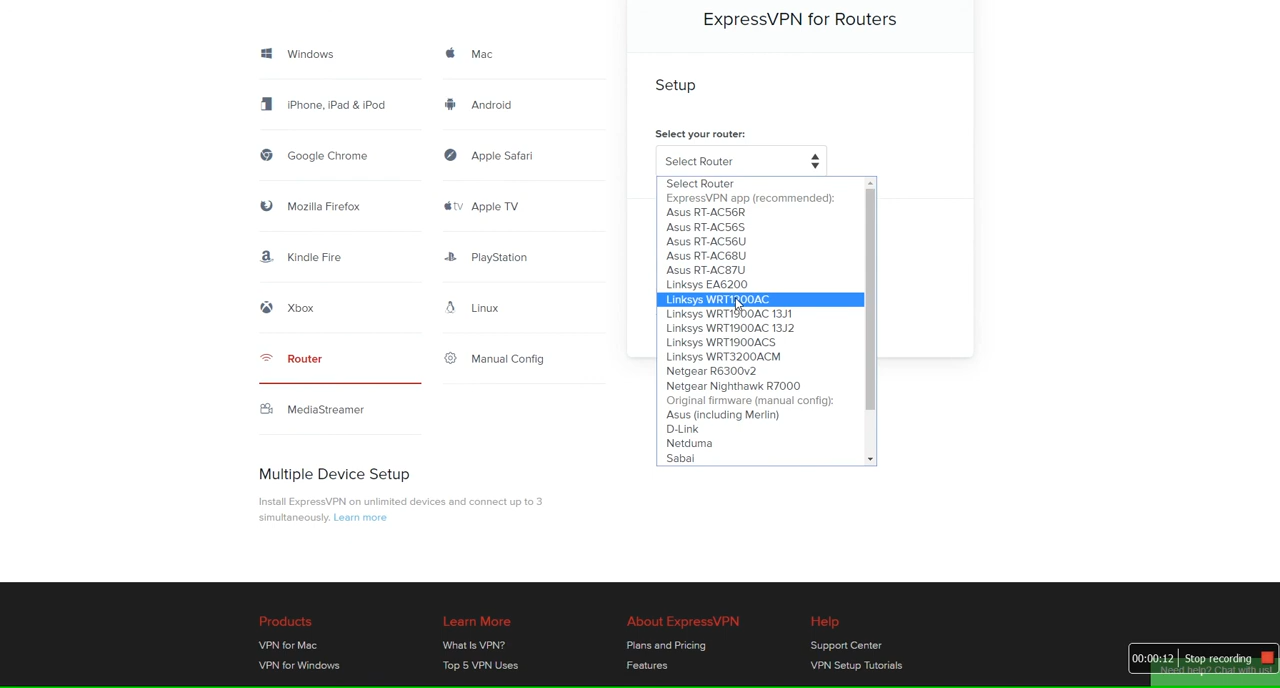 ExpressVPN for Routers
Windows
Mac
iPhone, iPad & iPod
Android
Google Chrome
Apple Safari
Mozilla Firefox
tv Apple TV
Kindle Fire
PlayStation
Xbox
Linux
Router
Manual Config
MediaStreamer
Multiple Device Setup
Install ExpressVPN on unlimited devices and connect up to 3
simultaneously. Learn more
Setup
Select your router:
Select Router
Select Router
ExpressVPN app (recommended):
Asus RT-AC56R
Asus RT-AC56S
Asus RT-AC56U
Asus RT-AC68U
Asus RT-AC87U
Linksys EA6200
Linksys WRT1200AC
Linksys WRT1900AC 13J1
Linksys WRT1900AC 13J2
Linksys WRT1900ACS
Linksys WRT3200ACM
Netgear R6300v2
Netgear Nighthawk R7000
Original firmware (manual config):
Asus (including Merlin)
D-Link
Netduma
Sabai
Products
VPN for Mac
VPN for Windows
Learn More
What Is VPN?
Top 5 VPN Uses
About ExpressVPN
Plans and Pricing
Features
Help
Support Center
VPN Setup Tutorials
00:00:12 Stop recording
Need help? Chat with us!